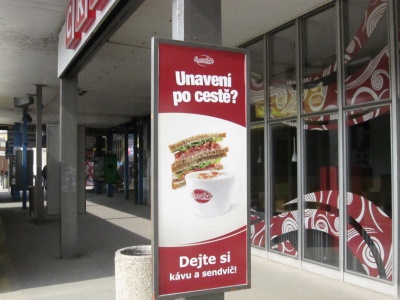 Unaveni
po cestě?
Dejte si
kávu a sendvič!